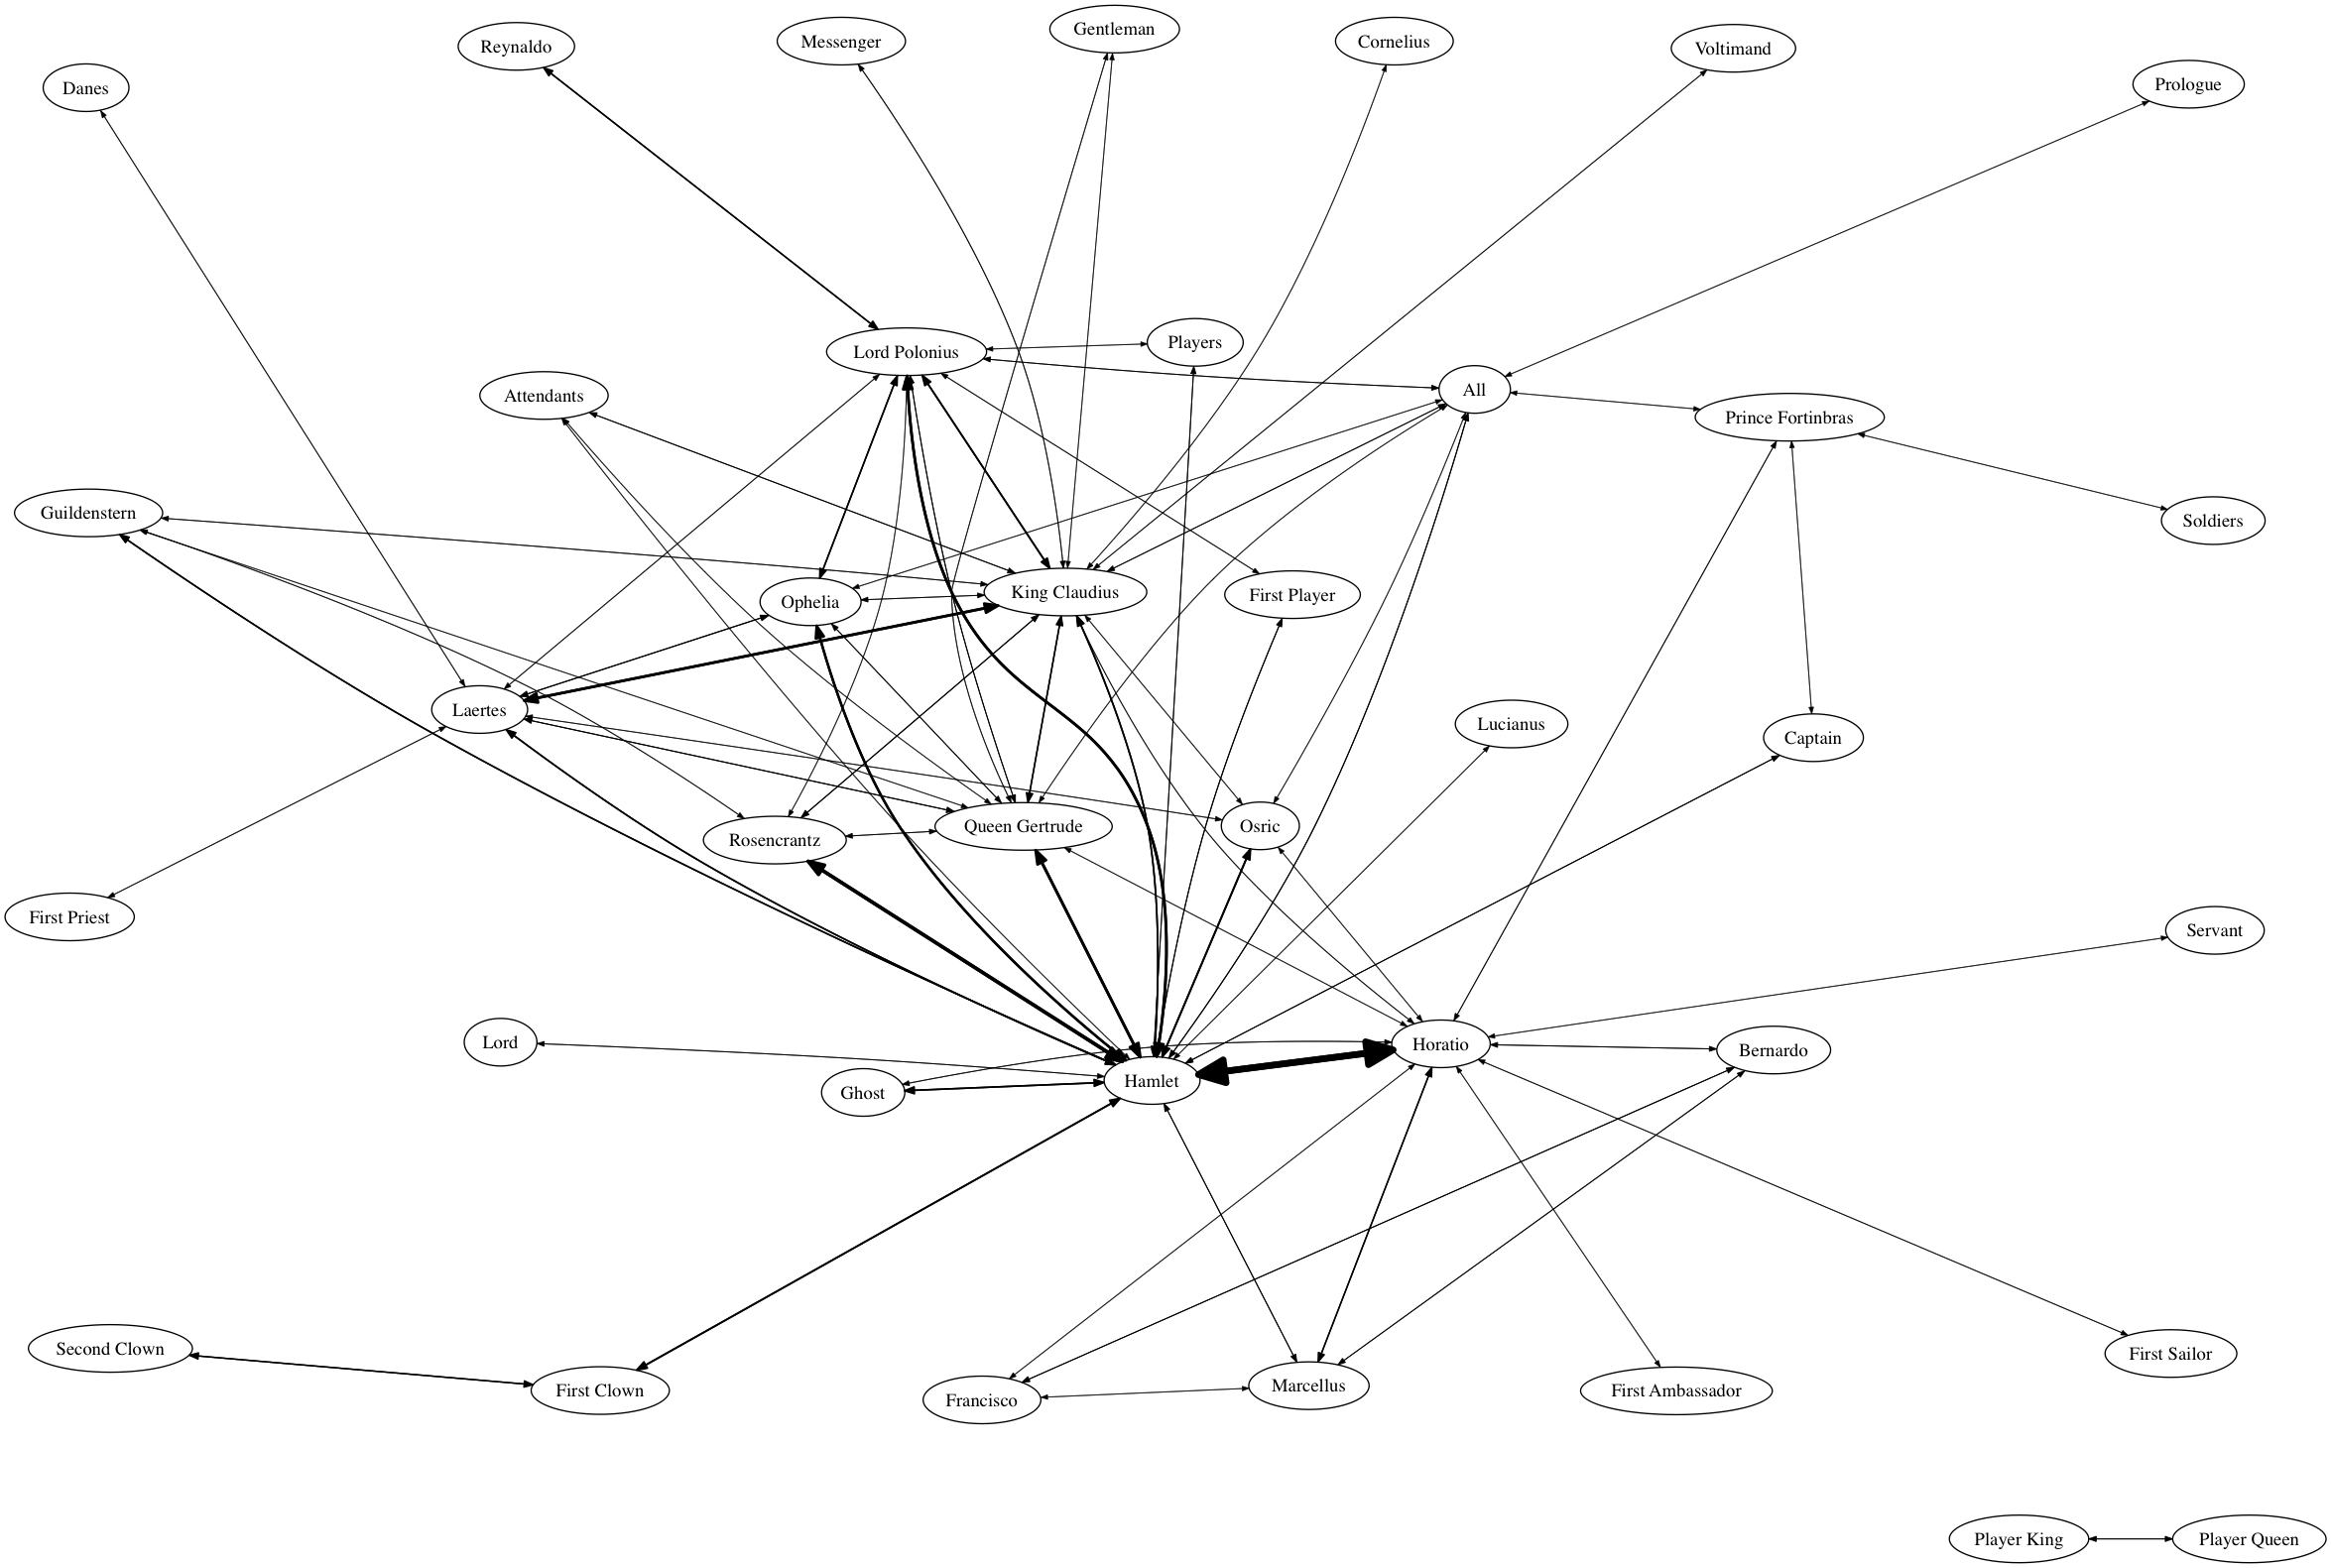 Gentleman
Messenger
Cornelius
Reynaldo
Voltimand
Prologue
Danes
Players
Lord Polonius
All
Attendants
Prince Fortinbras
Guildenstern
Soldiers
King Claudius
First Player
Ophelia
Laertes
Lucianus
Captain
Osric
Queen Gertrude
Rosencrantz
First Priest
Servant
Lord
Horatio
Bernardo
Hamlet
Ghost
Second Clown
First Sailor
Marcellus
First Clown
First Ambassador
Francisco
Player King
Player Queen